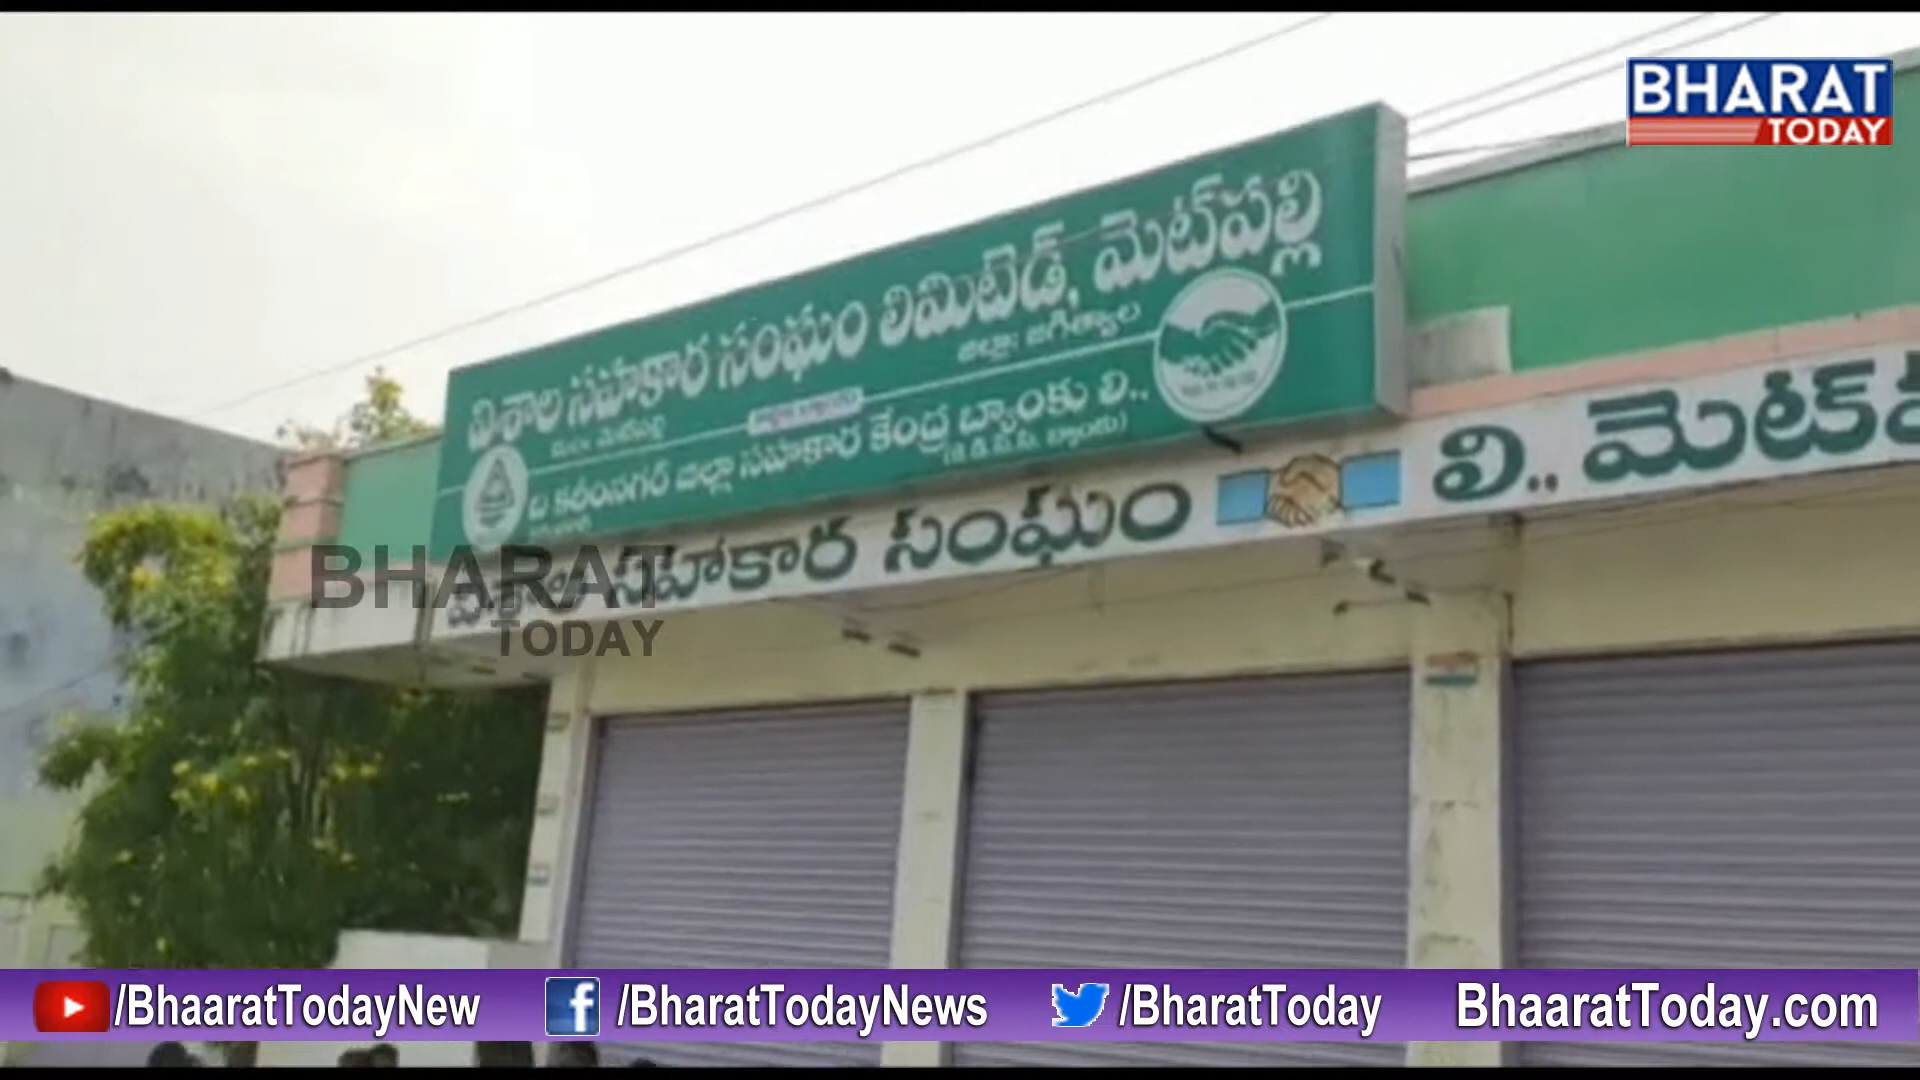 BHARAT
TODAY
విశాల సహకార సంఘం లిమిటెడ్, మెట్‌పల్లి
జిల్లా: జగిత్యాల
ది కరీంనగర్ జిల్లా సహకార కేంద్ర బ్యాంకు లి..
విశాల సహకార సంఘం లి.. మెట్‌
BHARAT
TODAY
/BhaaratTodayNew /BharatTodayNews /BharatToday BhaaratToday.com